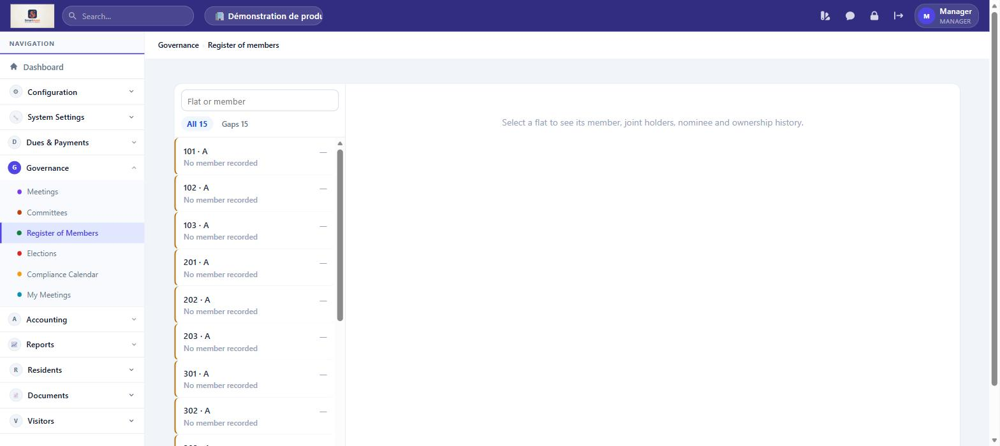 Search...
Démonstration de produ
M
Manager
MANAGER
NAVIGATION
Governance
Register of members
Dashboard
Configuration
System Settings
D
Dues & Payments
G
Governance
Meetings
Committees
Register of Members
Elections
Compliance Calendar
My Meetings
A
Accounting
Reports
R
Residents
Documents
V
Visitors
Flat or member
All 15
Gaps 15
101 · A
—
No member recorded
102 · A
—
No member recorded
103 · A
—
No member recorded
201 · A
—
No member recorded
202 · A
—
No member recorded
203 · A
—
No member recorded
301 · A
—
No member recorded
302 · A
—
No member recorded
Select a flat to see its member, joint holders, nominee and ownership history.